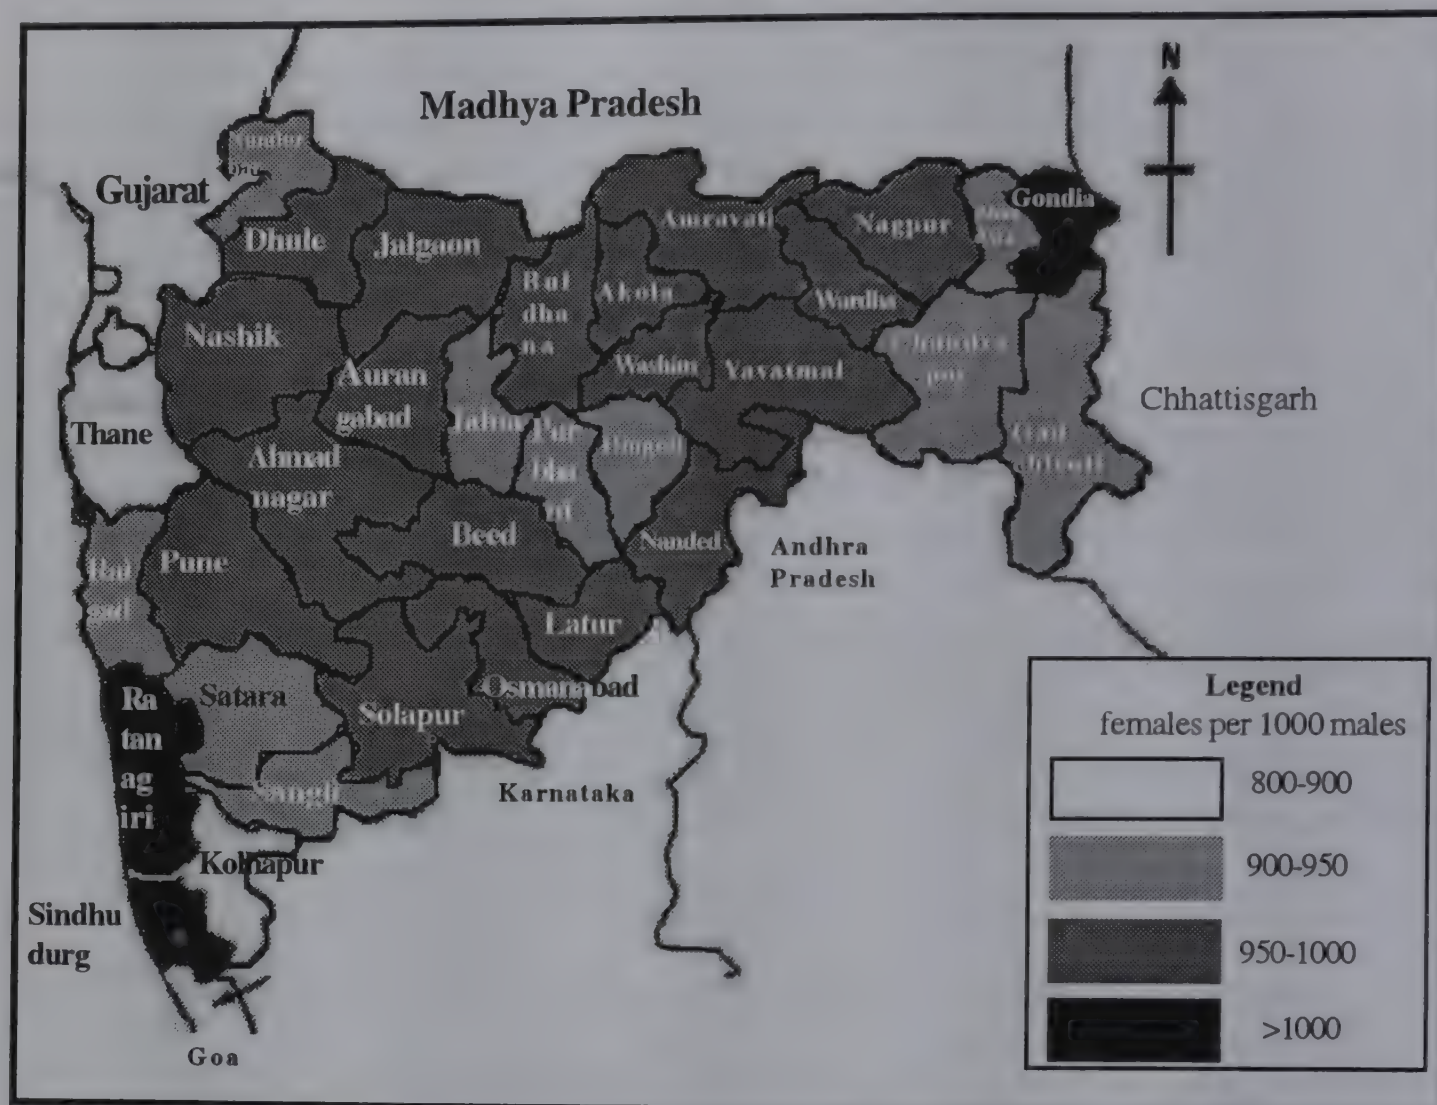 N
Madhya Pradesh
Gujarat
Gondia
Dhule
Jalgaon
Amravati
Nagpur
Bul
dha
na
Akola
Wardha
Nashik
Auran
gabad
Washim
Yavatmal
Chhattisgarh
Thane
Jalna
Par
bha
ni
Hingoli
Ahmad
nagar
Beed
Nanded
Andhra
Pradesh
Pune
Rai
gad
Latur
Ra
tan
ag
iri
Satara
Osmanabad
Solapur
Sangli
Karnataka
Kolhapur
Sindhu
durg
Goa
Legend
females per 1000 males
800-900
900-950
950-1000
>1000